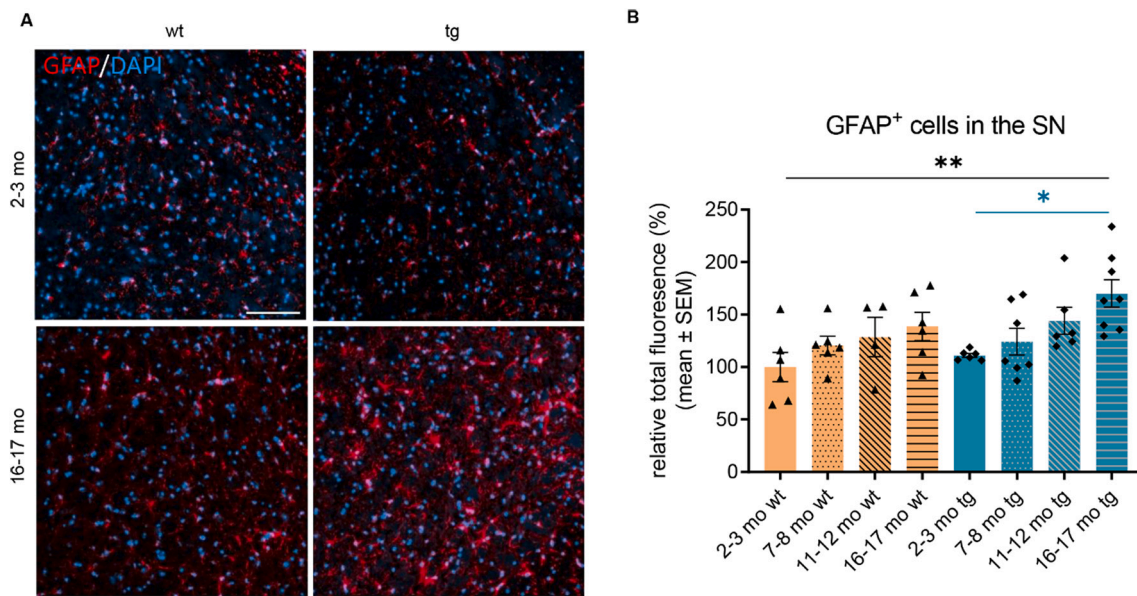 A
wt
tg
GFAP/DAPI
2-3 mo
16-17 mo
B
GFAP⁺ cells in the SN
**
*
relative total fluoresence (%)
(mean ± SEM)
250
200
150
100
50
0
2-3 mo wt
7-8 mo wt
11-12 mo wt
16-17 mo wt
2-3 mo tg
7-8 mo tg
11-12 mo tg
16-17 mo tg